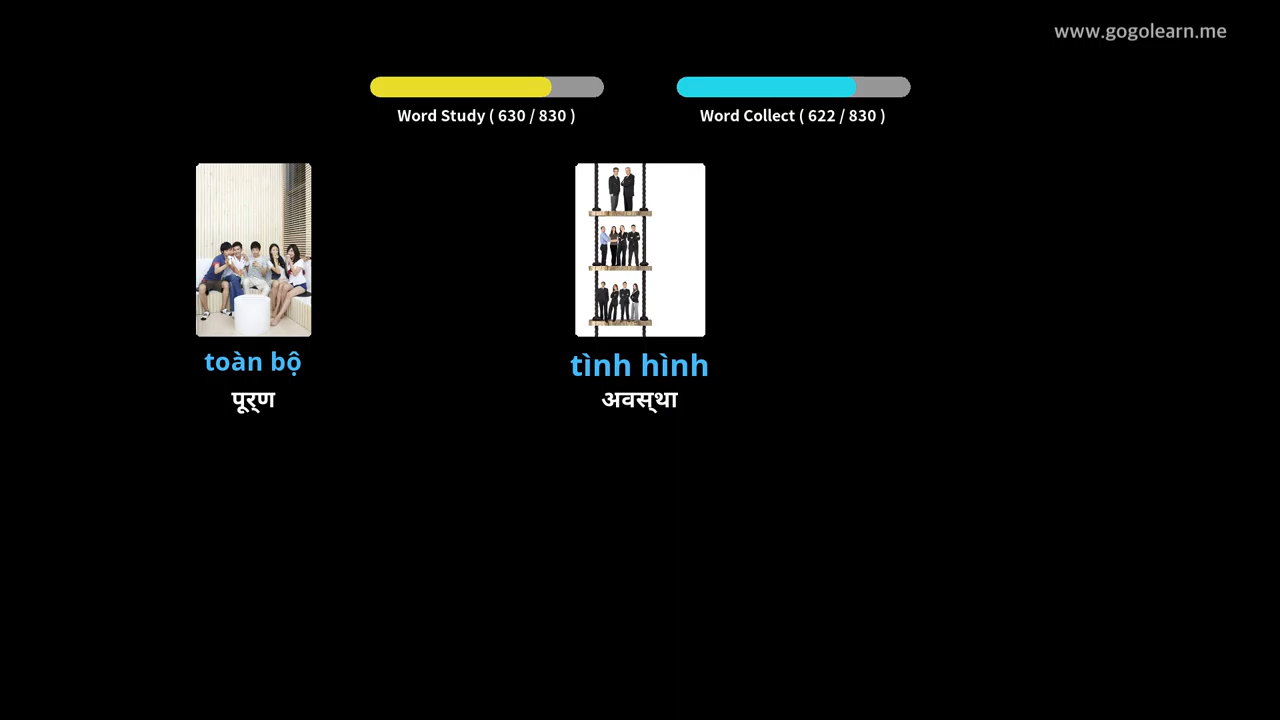 www.gogolearn.me
Word Study ( 630 / 830 )
Word Collect ( 622 / 830 )
toàn bộ
पूर्ण
tình hình
अवस्था